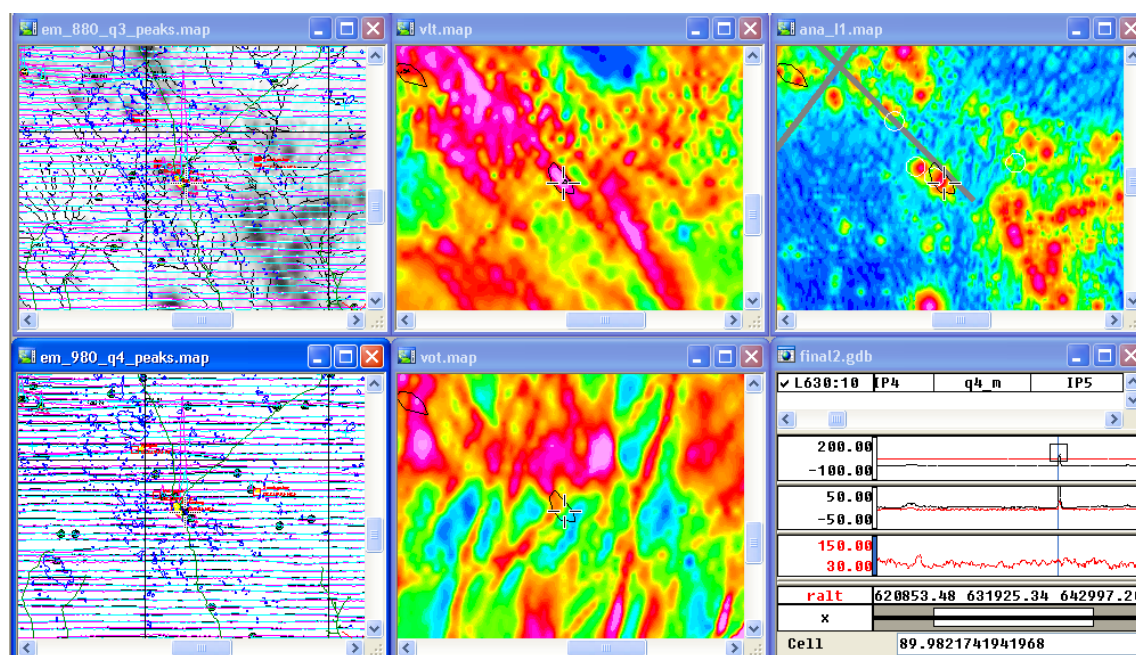 em_880_q3_peaks.map
vlt.map
ana_l1.map
em_980_q4_peaks.map
vot.map
final2.gdb
L630:10 IP4 q4_m IP5
200.00
-100.00
50.00
-50.00
150.00
30.00
ralt 620853.48 631925.34 642997.20
x
Cell 89.9821741941968